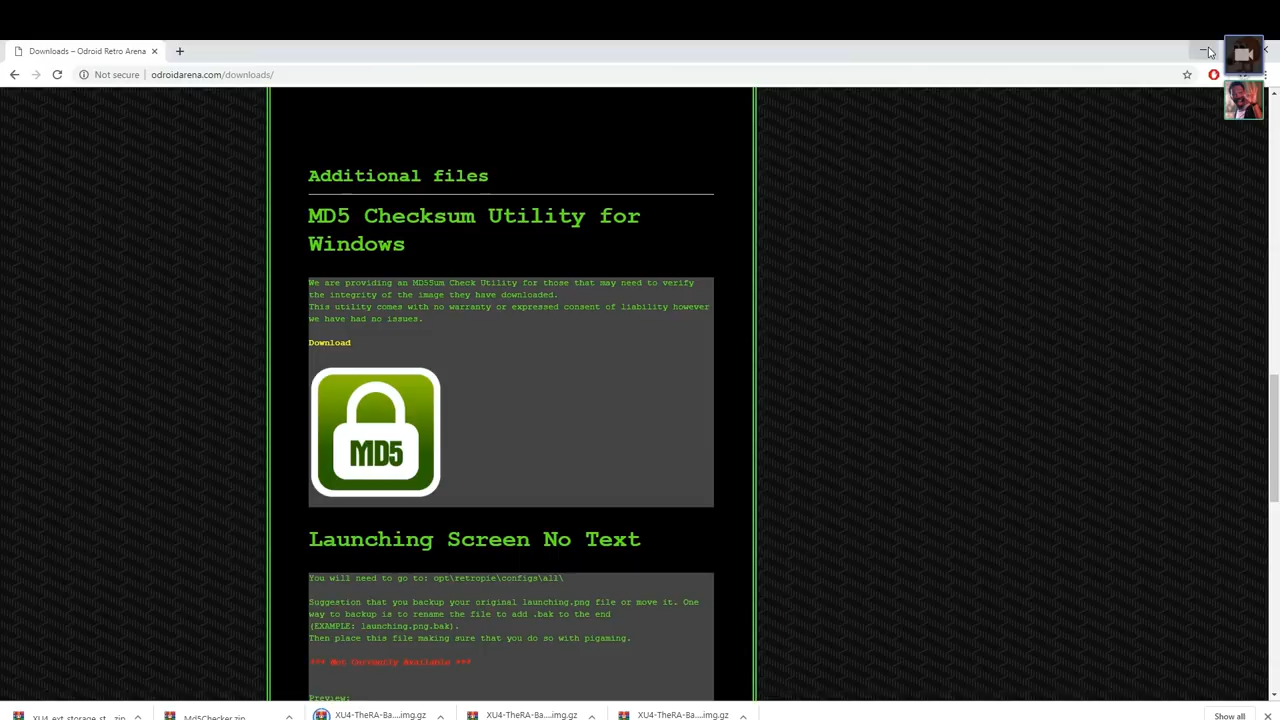 Downloads – Odroid Retro Arena
Not secure
odroidarena.com/downloads/
Additional files
MD5 Checksum Utility for
Windows
We are providing an MD5Sum Check Utility for those that may need to verify
the integrity of the image they have downloaded.
This utility comes with no warranty or expressed consent of liability however
we have had no issues.
Download
MD5
Launching Screen No Text
You will need to go to: opt\retropie\configs\all\
Suggestion that you backup your original launching.png file or move it. One
way to backup is to rename the file to add .bak to the end
(EXAMPLE: launching.png.bak).
Then place this file making sure that you do so with pigaming.
*** Not Currently Available ***
Preview:
XU4_ext_storage_st....zip
Md5Checker.zip
XU4-TheRA-Ba....img.gz
XU4-TheRA-Ba....img.gz
XU4-TheRA-Ba....img.gz
Show all